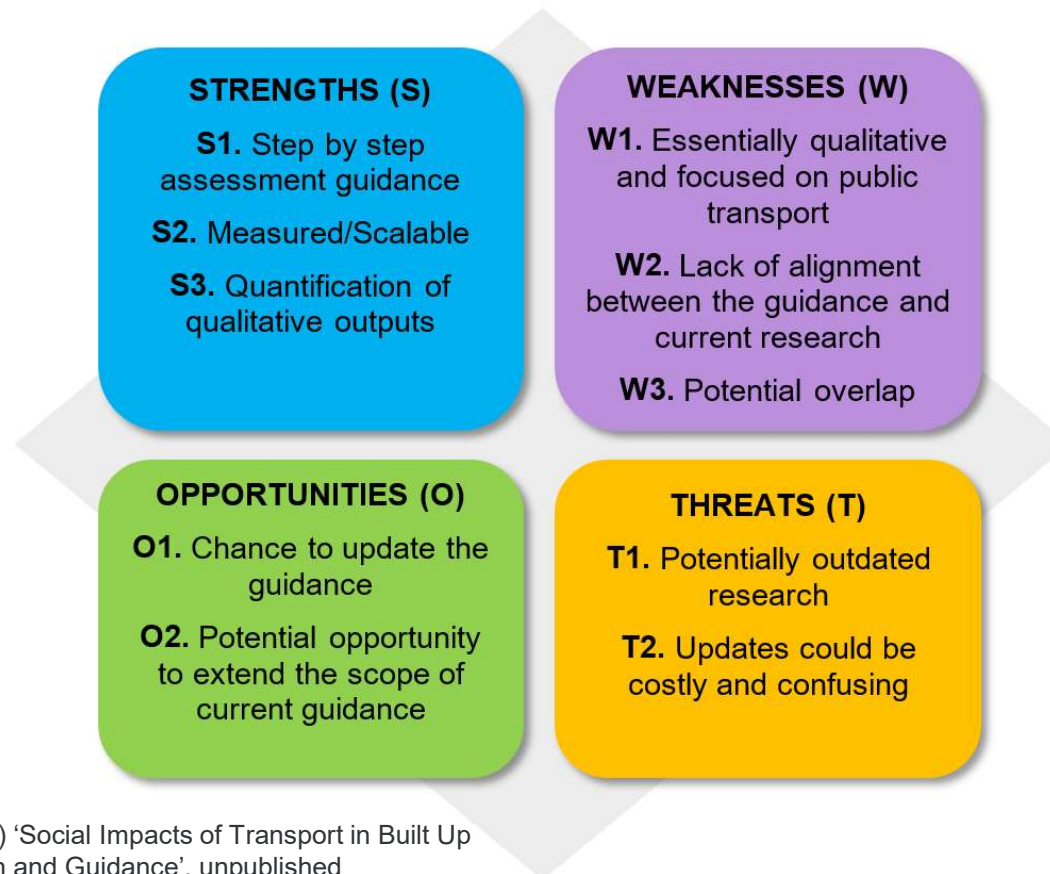 STRENGTHS (S)
S1. Step by step
assessment guidance
S2. Measured/Scalable
S3. Quantification of
qualitative outputs
WEAKNESSES (W)
W1. Essentially qualitative
and focused on public
transport
W2. Lack of alignment
between the guidance and
current research
W3. Potential overlap
OPPORTUNITIES (O)
O1. Chance to update the
guidance
O2. Potential opportunity
to extend the scope of
current guidance
THREATS (T)
T1. Potentially outdated
research
T2. Updates could be
costly and confusing
) ‘Social Impacts of Transport in Built Up
and Guidance’, unpublished